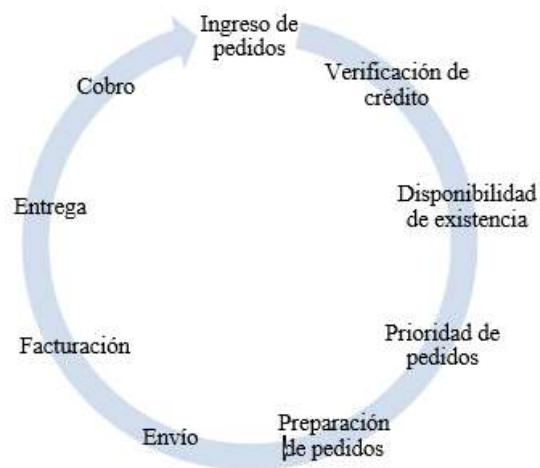 Ingreso de
pedidos
Verificación de
crédito
Disponibilidad
de existencia
Prioridad de
pedidos
Preparación
de pedidos
Envío
Facturación
Entrega
Cobro